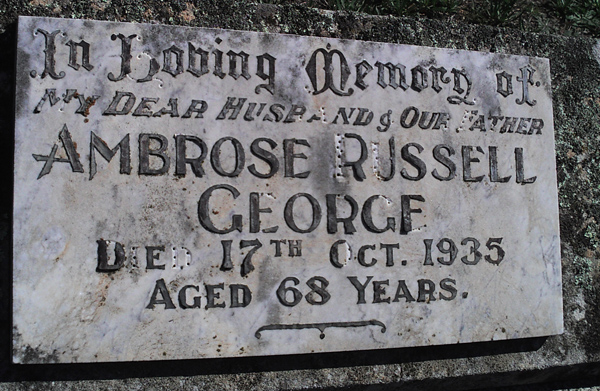 In Loving Memory of
MY DEAR HUSBAND & OUR FATHER
AMBROSE RUSSELL
GEORGE
DIED 17TH OCT. 1935
AGED 68 YEARS.